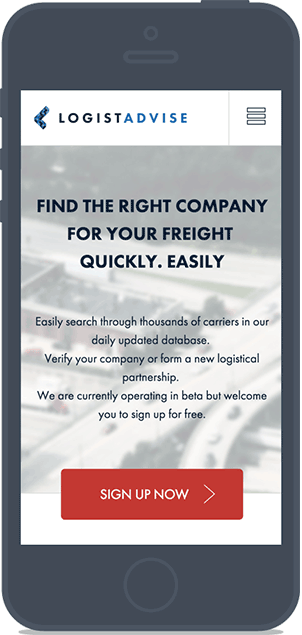 LOGISTADVISE
FIND THE RIGHT COMPANY
FOR YOUR FREIGHT
QUICKLY. EASILY
Easily search through thousands of carriers in our
daily updated database.
Verify your company or form a new logistical
partnership.
We are currently operating in beta but welcome
you to sign up for free.
SIGN UP NOW